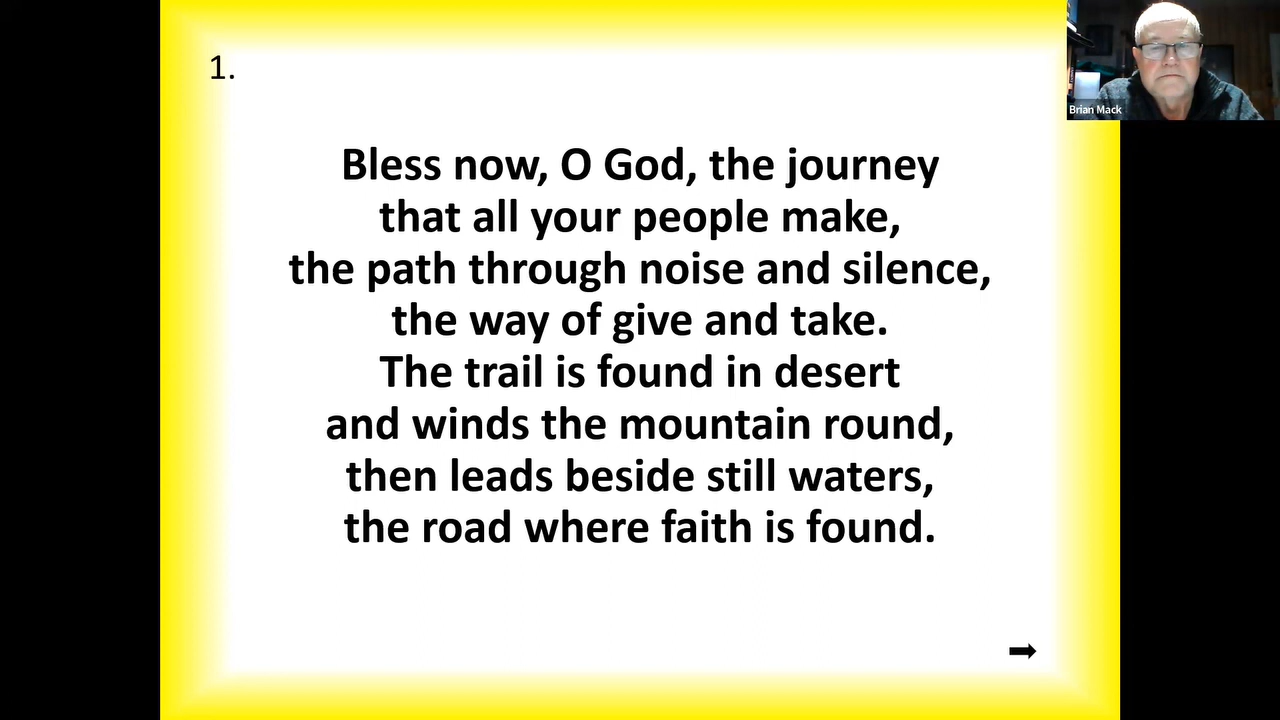 1.
Bless now, O God, the journey
that all your people make,
the path through noise and silence,
the way of give and take.
The trail is found in desert
and winds the mountain round,
then leads beside still waters,
the road where faith is found.
Brian Mack